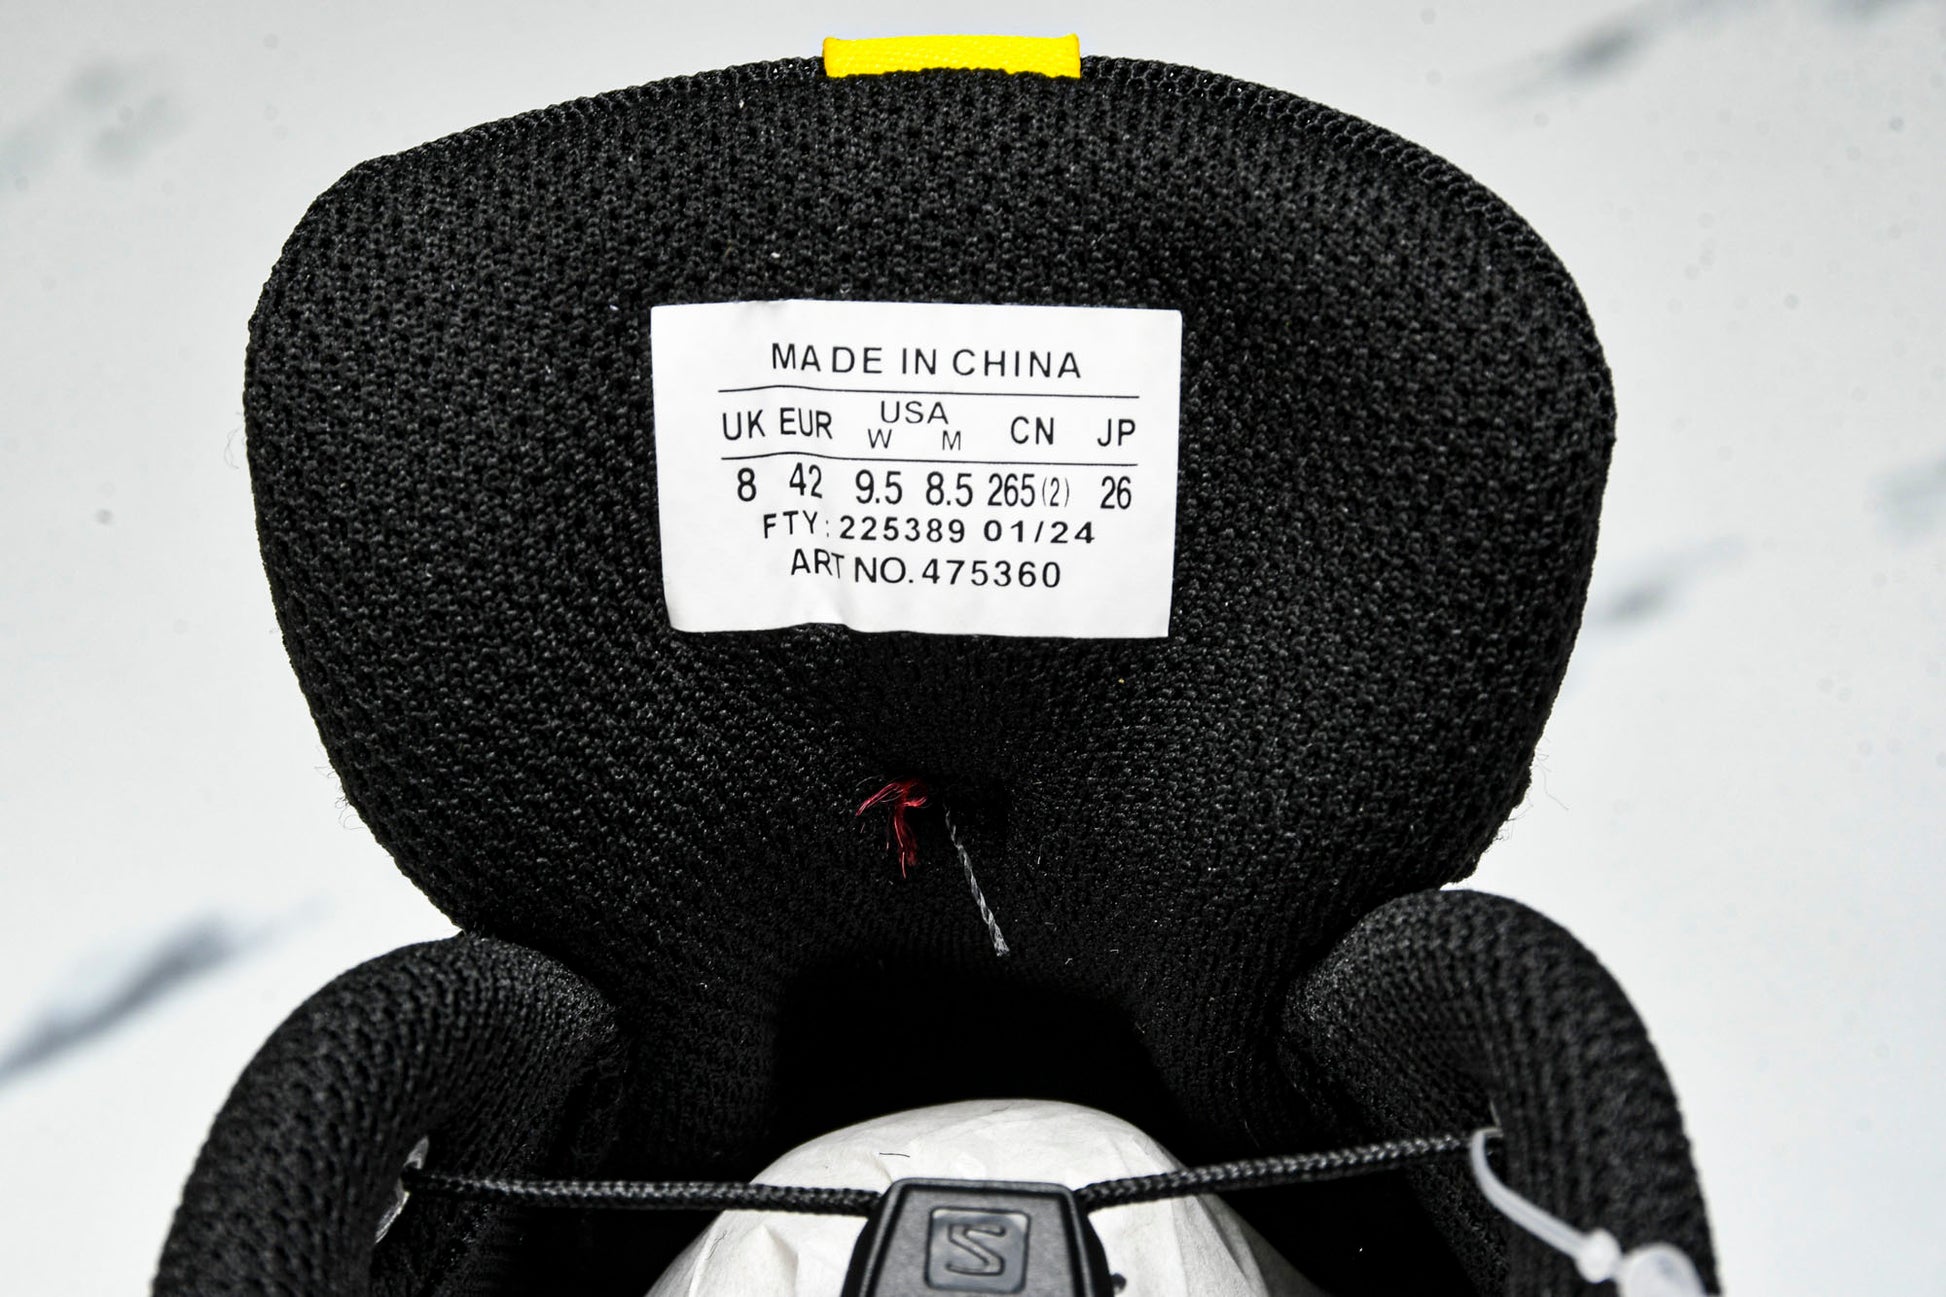 MADE IN CHINA
UK EUR USA CN JP
W M
8 42 9.5 8.5 265(2) 26
FTY: 225389 01/24
ART NO. 475360
S